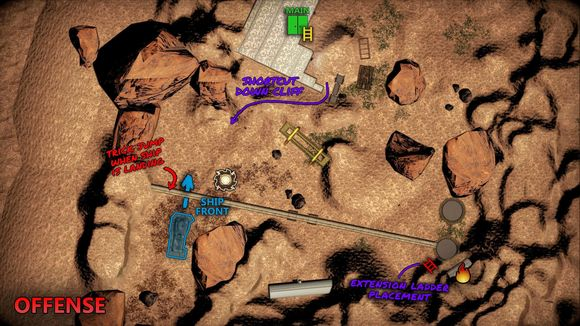 MAIN
SHORTCUT
DOWN CLIFF
TRICK JUMP
WHEN SHIP
IS LANDING
SHIP
FRONT
EXTENSION LADDER
PLACEMENT
OFFENSE